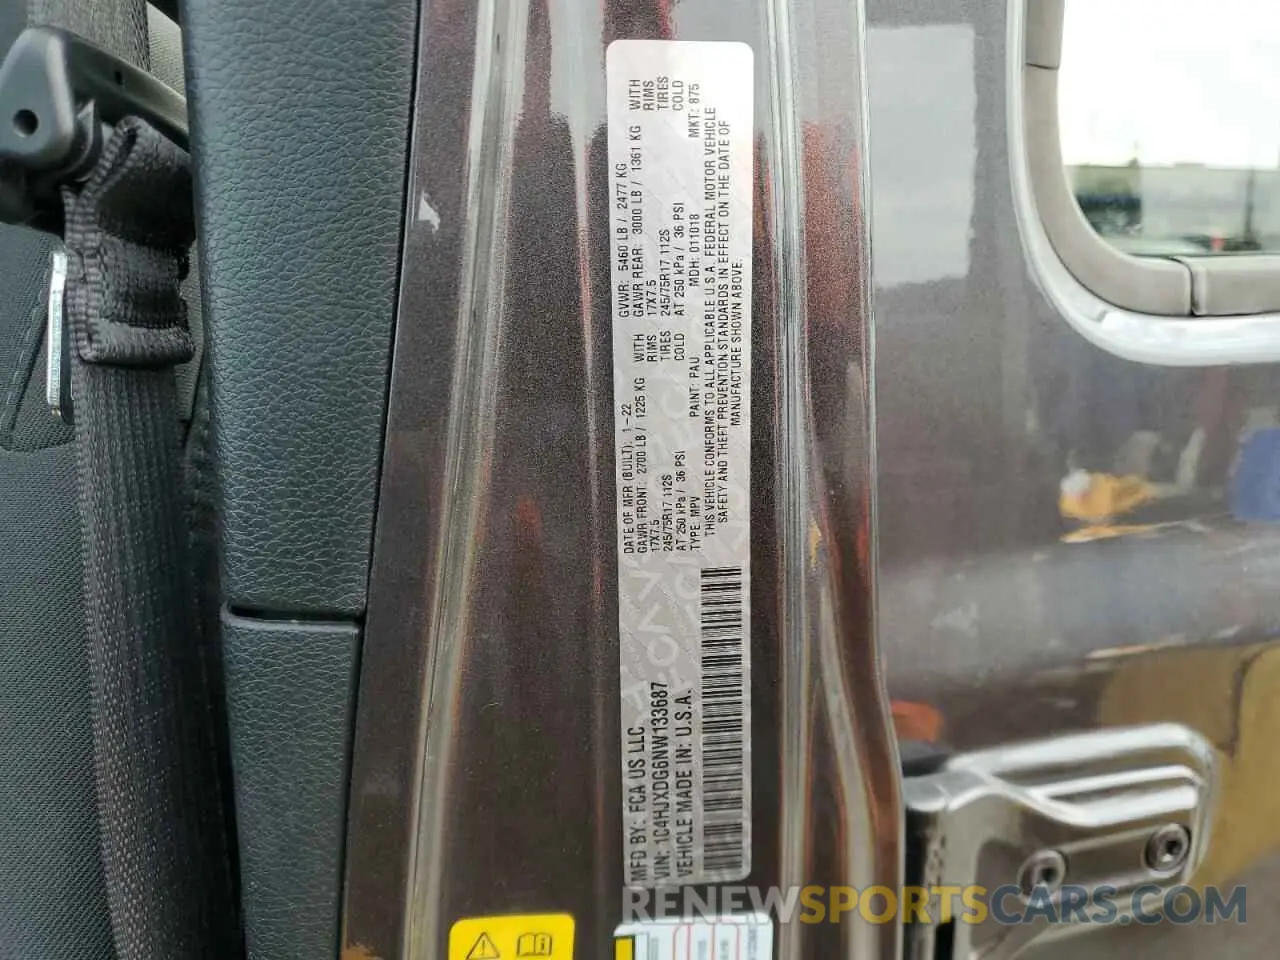 MFD BY: FCA US LLC
VIN: 1C4HJXDG6NW133687
VEHICLE MADE IN: U.S.A.
DATE OF MFR (BUILT): 1-22
GVWR: 5460 LB / 2477 KG
GAWR FRONT: 2700 LB / 1225 KG WITH
GAWR REAR: 3000 LB / 1361 KG WITH
17X7.5 RIMS
17X7.5 RIMS
245/75R17 112S TIRES
245/75R17 112S TIRES
AT 250 kPa / 36 PSI COLD
AT 250 kPa / 36 PSI COLD
TYPE: MPV PAINT: PAU MDH: 011018 MKT: 875
THIS VEHICLE CONFORMS TO ALL APPLICABLE U.S.A. FEDERAL MOTOR VEHICLE
SAFETY AND THEFT PREVENTION STANDARDS IN EFFECT ON THE DATE OF
MANUFACTURE SHOWN ABOVE.
RENEWSPORTSCARS.COM